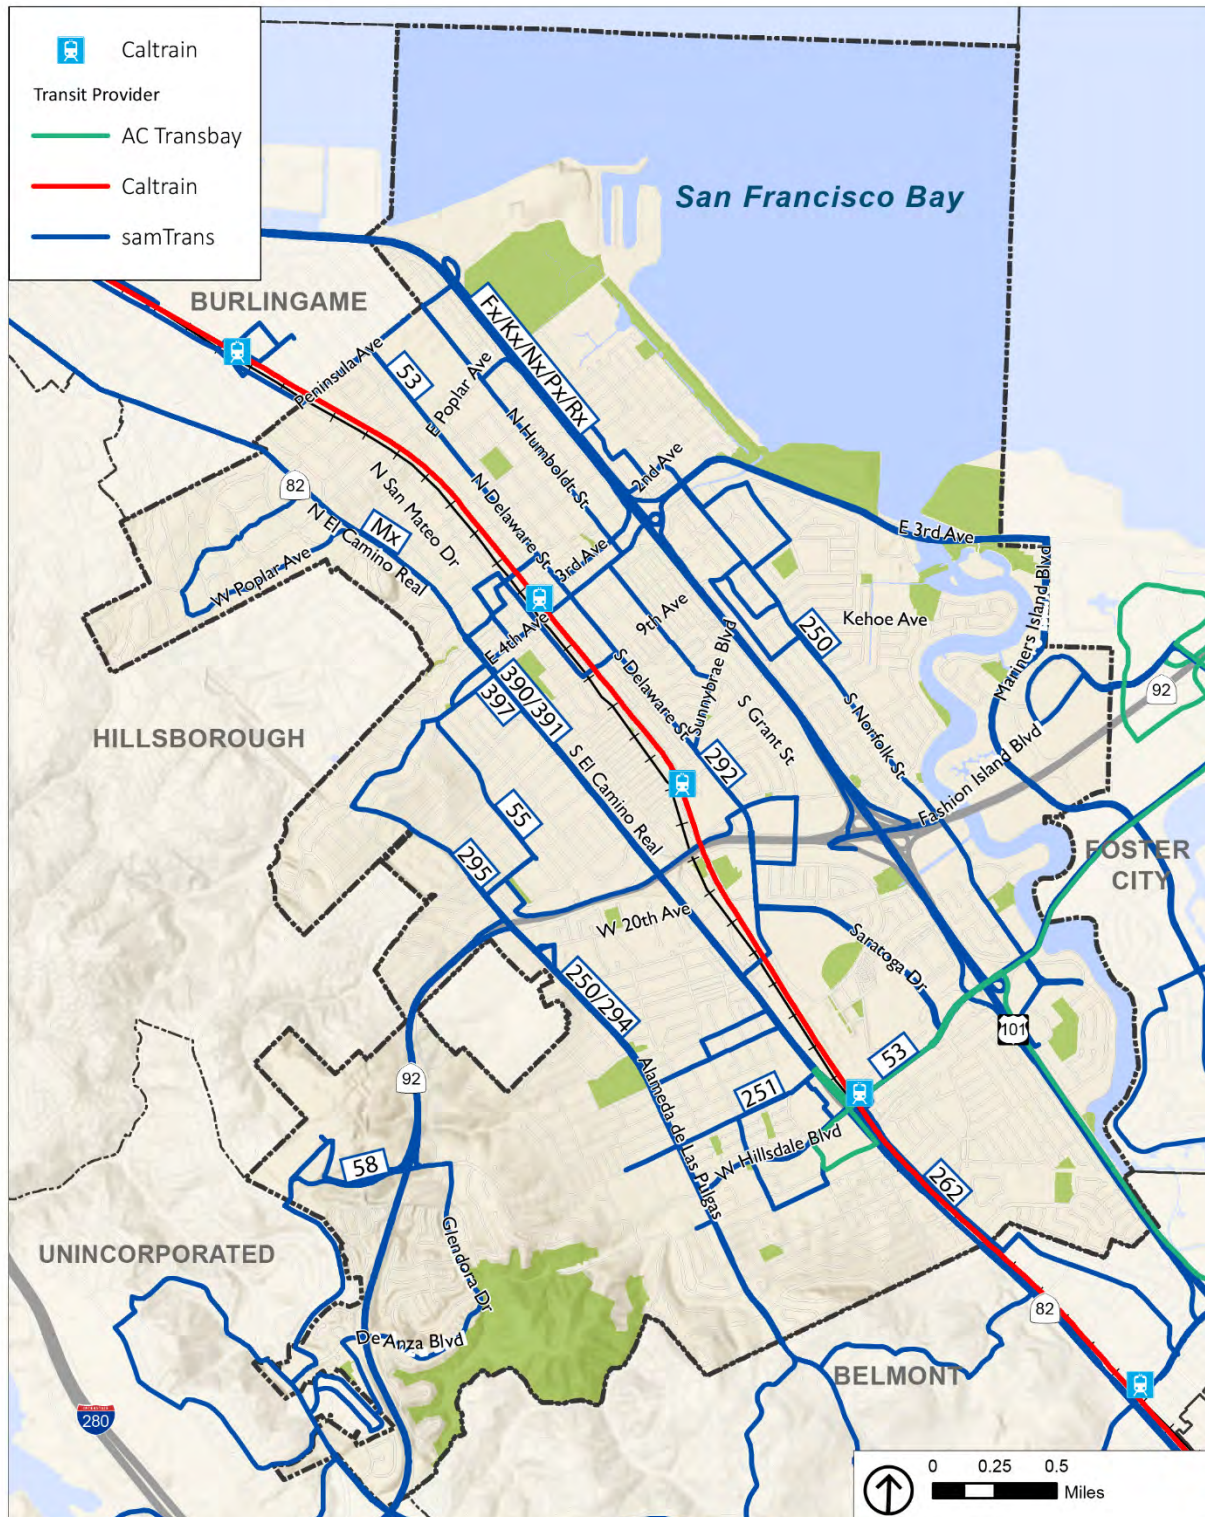 Caltrain
Transit Provider
AC Transbay
Caltrain
samTrans
San Francisco Bay
BURLINGAME
Peninsula Ave
53
E Poplar Ave
Fx/Kx/Nx/Px/Rx
N Humboldt St
2nd Ave
82
N San Mateo Dr
N Delaware St
Mx
N El Camino Real
3rd Ave
E 3rd Ave
W Poplar Ave
Mariners Island Blvd
9th Ave
Kehoe Ave
250
E 4th Ave
Sunnybrae Blvd
S Delaware St
390/391
397
92
HILLSBOROUGH
S Grant St
S Norfolk St
292
S El Camino Real
Fashion Island Blvd
55
295
FOSTER
CITY
W 20th Ave
Saratoga Dr
250/294
101
53
92
Alameda de Las Pulgas
251
W Hillsdale Blvd
58
262
Glendora Dr
UNINCORPORATED
82
De Anza Blvd
BELMONT
280
0 0.25 0.5
Miles